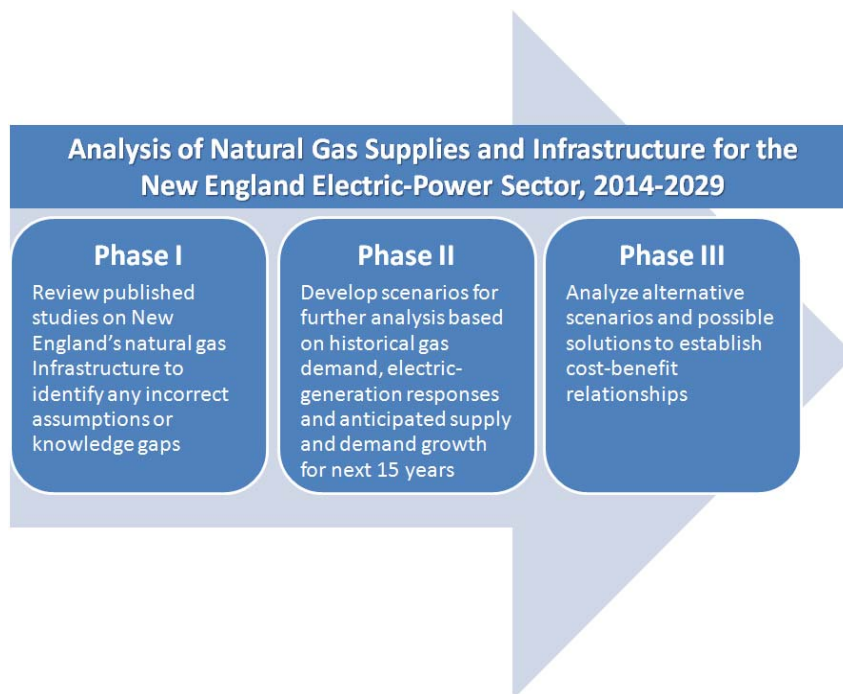 Analysis of Natural Gas Supplies and Infrastructure for the
New England Electric-Power Sector, 2014-2029
Phase I
Review published
studies on New
England's natural gas
Infrastructure to
identify any incorrect
assumptions or
knowledge gaps
Phase II
Develop scenarios for
further analysis based
on historical gas
demand, electric-
generation responses
and anticipated supply
and demand growth
for next 15 years
Phase III
Analyze alternative
scenarios and possible
solutions to establish
cost-benefit
relationships